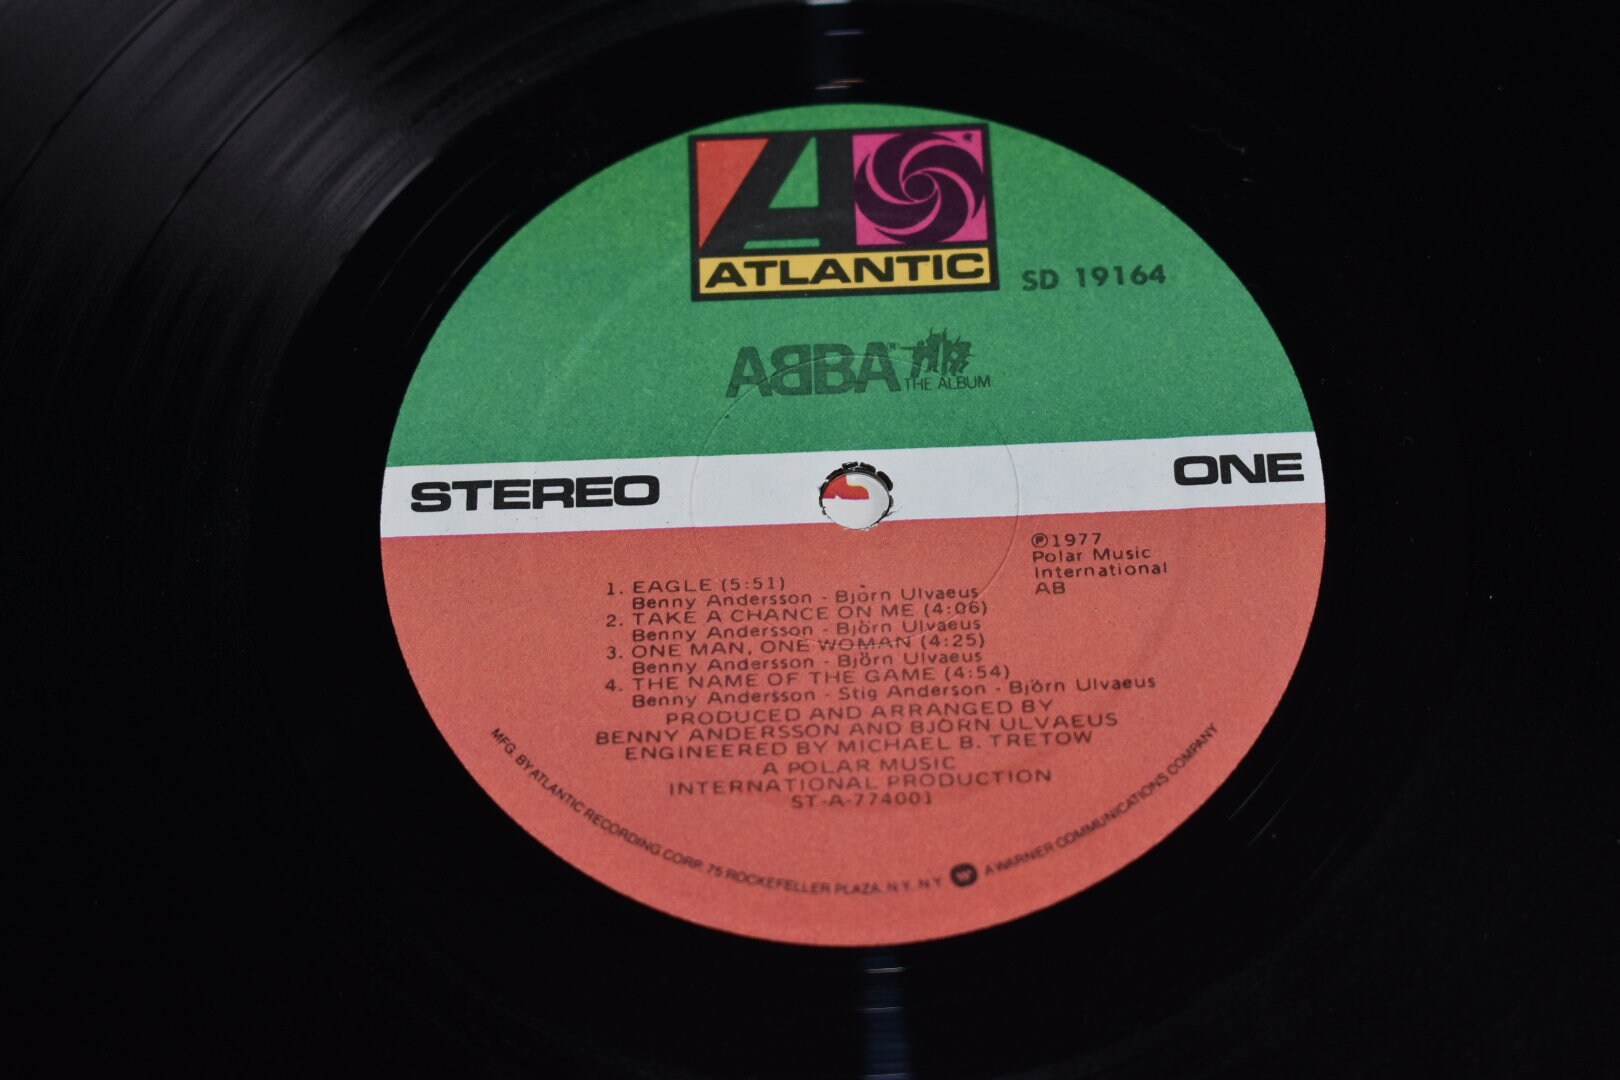 ATLANTIC
SD 19164
ABBA®
THE ALBUM
STEREO
ONE
℗1977
Polar Music
International
AB
1. EAGLE (5:51)
Benny Andersson - Björn Ulvaeus
2. TAKE A CHANCE ON ME (4:06)
Benny Andersson - Björn Ulvaeus
3. ONE MAN, ONE WOMAN (4:25)
Benny Andersson - Björn Ulvaeus
4. THE NAME OF THE GAME (4:54)
Benny Andersson - Stig Anderson - Björn Ulvaeus
PRODUCED AND ARRANGED BY
BENNY ANDERSSON AND BJÖRN ULVAEUS
ENGINEERED BY MICHAEL B. TRETOW
A POLAR MUSIC
INTERNATIONAL PRODUCTION
ST-A-774001
MFG. BY ATLANTIC RECORDING CORP. 75 ROCKEFELLER PLAZA, N.Y., N.Y. A WARNER COMMUNICATIONS COMPANY